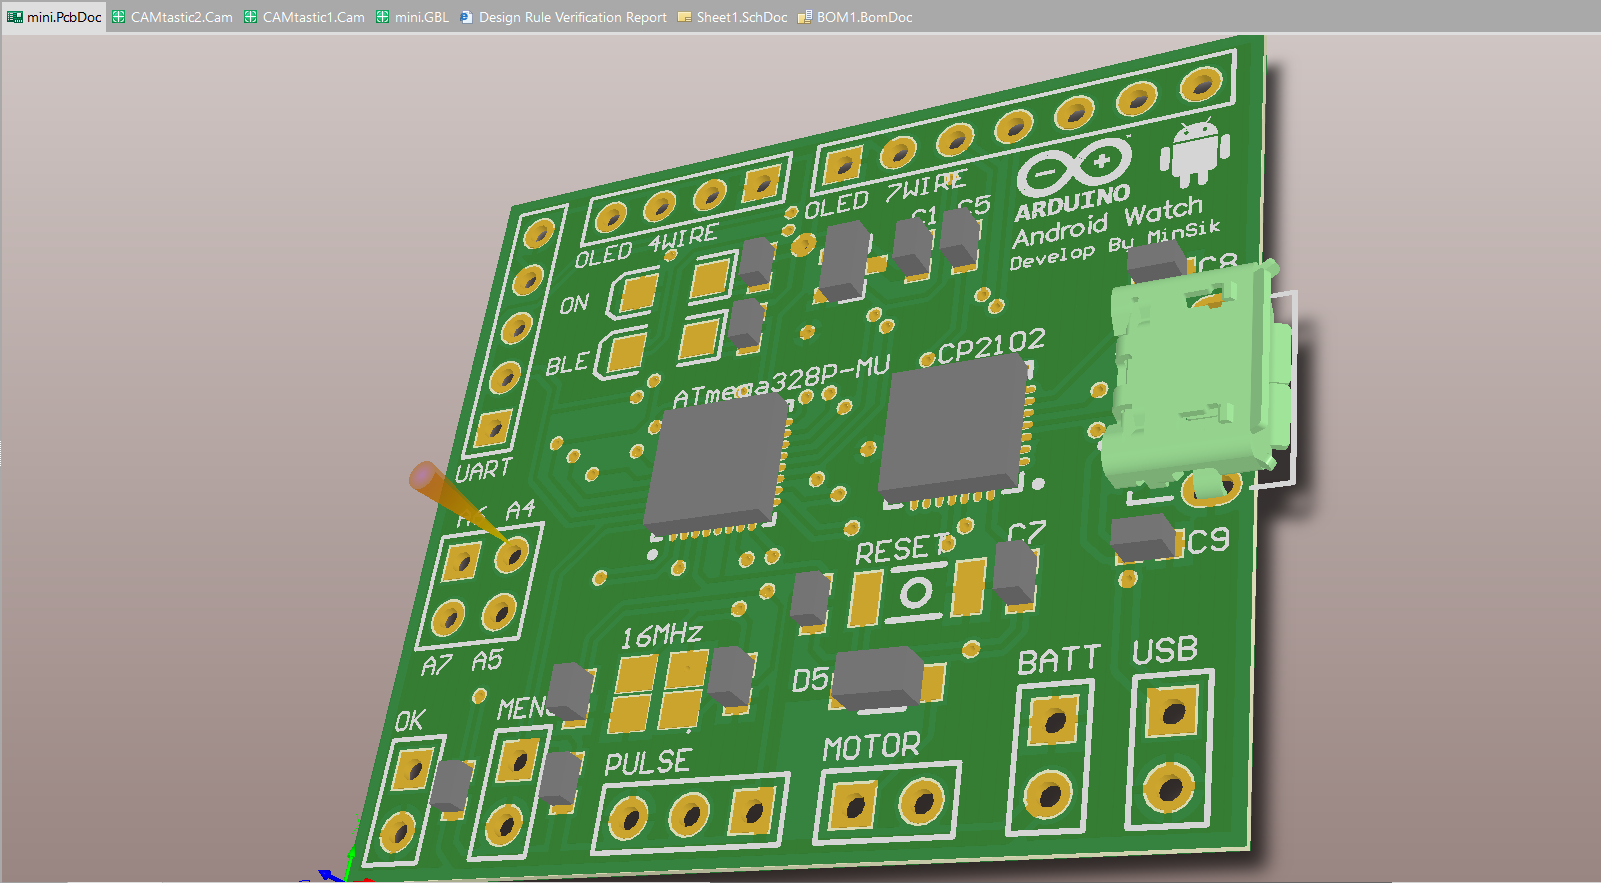 mini.PcbDoc
CAMtastic2.Cam
CAMtastic1.Cam
mini.GBL
Design Rule Verification Report
Sheet1.SchDoc
BOM1.BomDoc
ARDUINO
Android Watch
Develop By MinSik
OLED 7WIRE
OLED 4WIRE
C1
C5
C8
ON
BLE
CP2102
ATmega328P-MU
UART
A4
C7
RESET
C9
16MHz
A7
A5
D5
BATT
USB
OK
MENU
PULSE
MOTOR